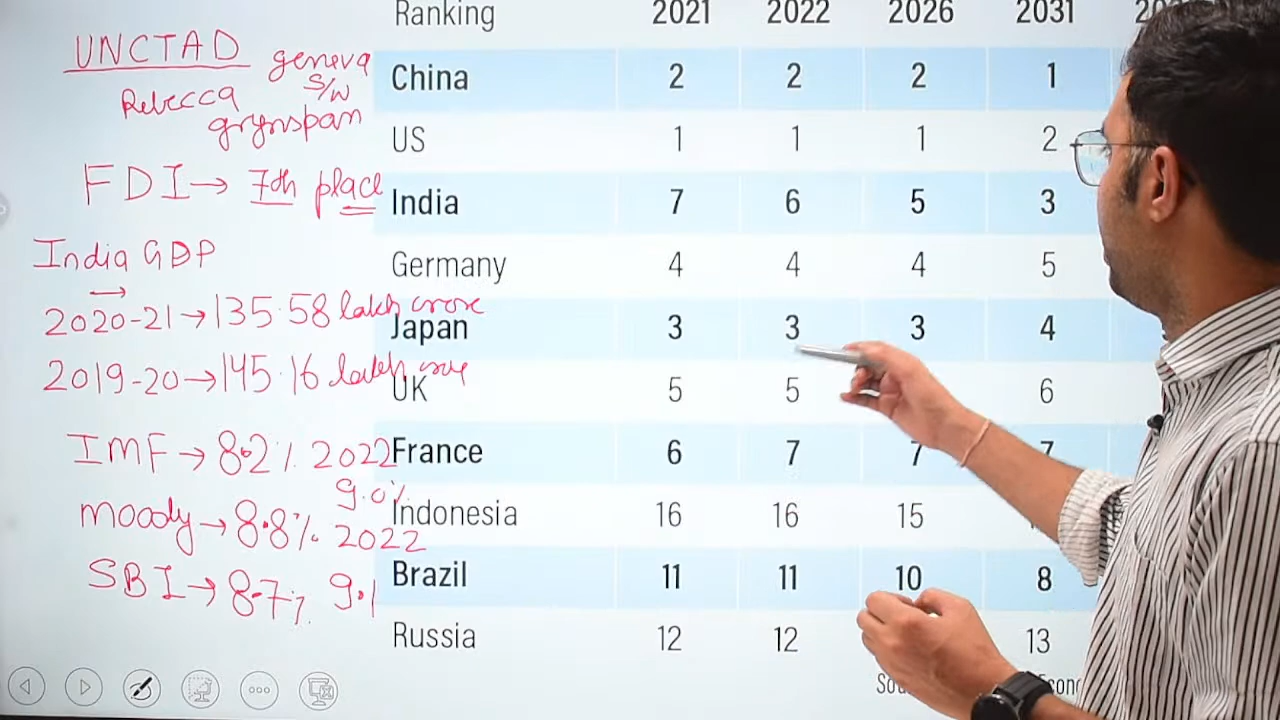 UNCTAD geneva
S/W
Rebecca
grynspan
FDI → 7th place
India GDP
2020-21 → 135.58 lakh crore
2019-20 → 145.16 lakh
IMF → 8.2% 2022
moody → 8.8% 2022
9.0%
SBI → 8.7% 9.1
Ranking 2021 2022 2026 2031
China 2 2 2 1
US 1 1 1 2
India 7 6 5 3
Germany 4 4 4 5
Japan 3 3 3 4
UK 5 5 6
France 6 7 7 7
Indonesia 16 16 15
Brazil 11 11 10 8
Russia 12 12 13